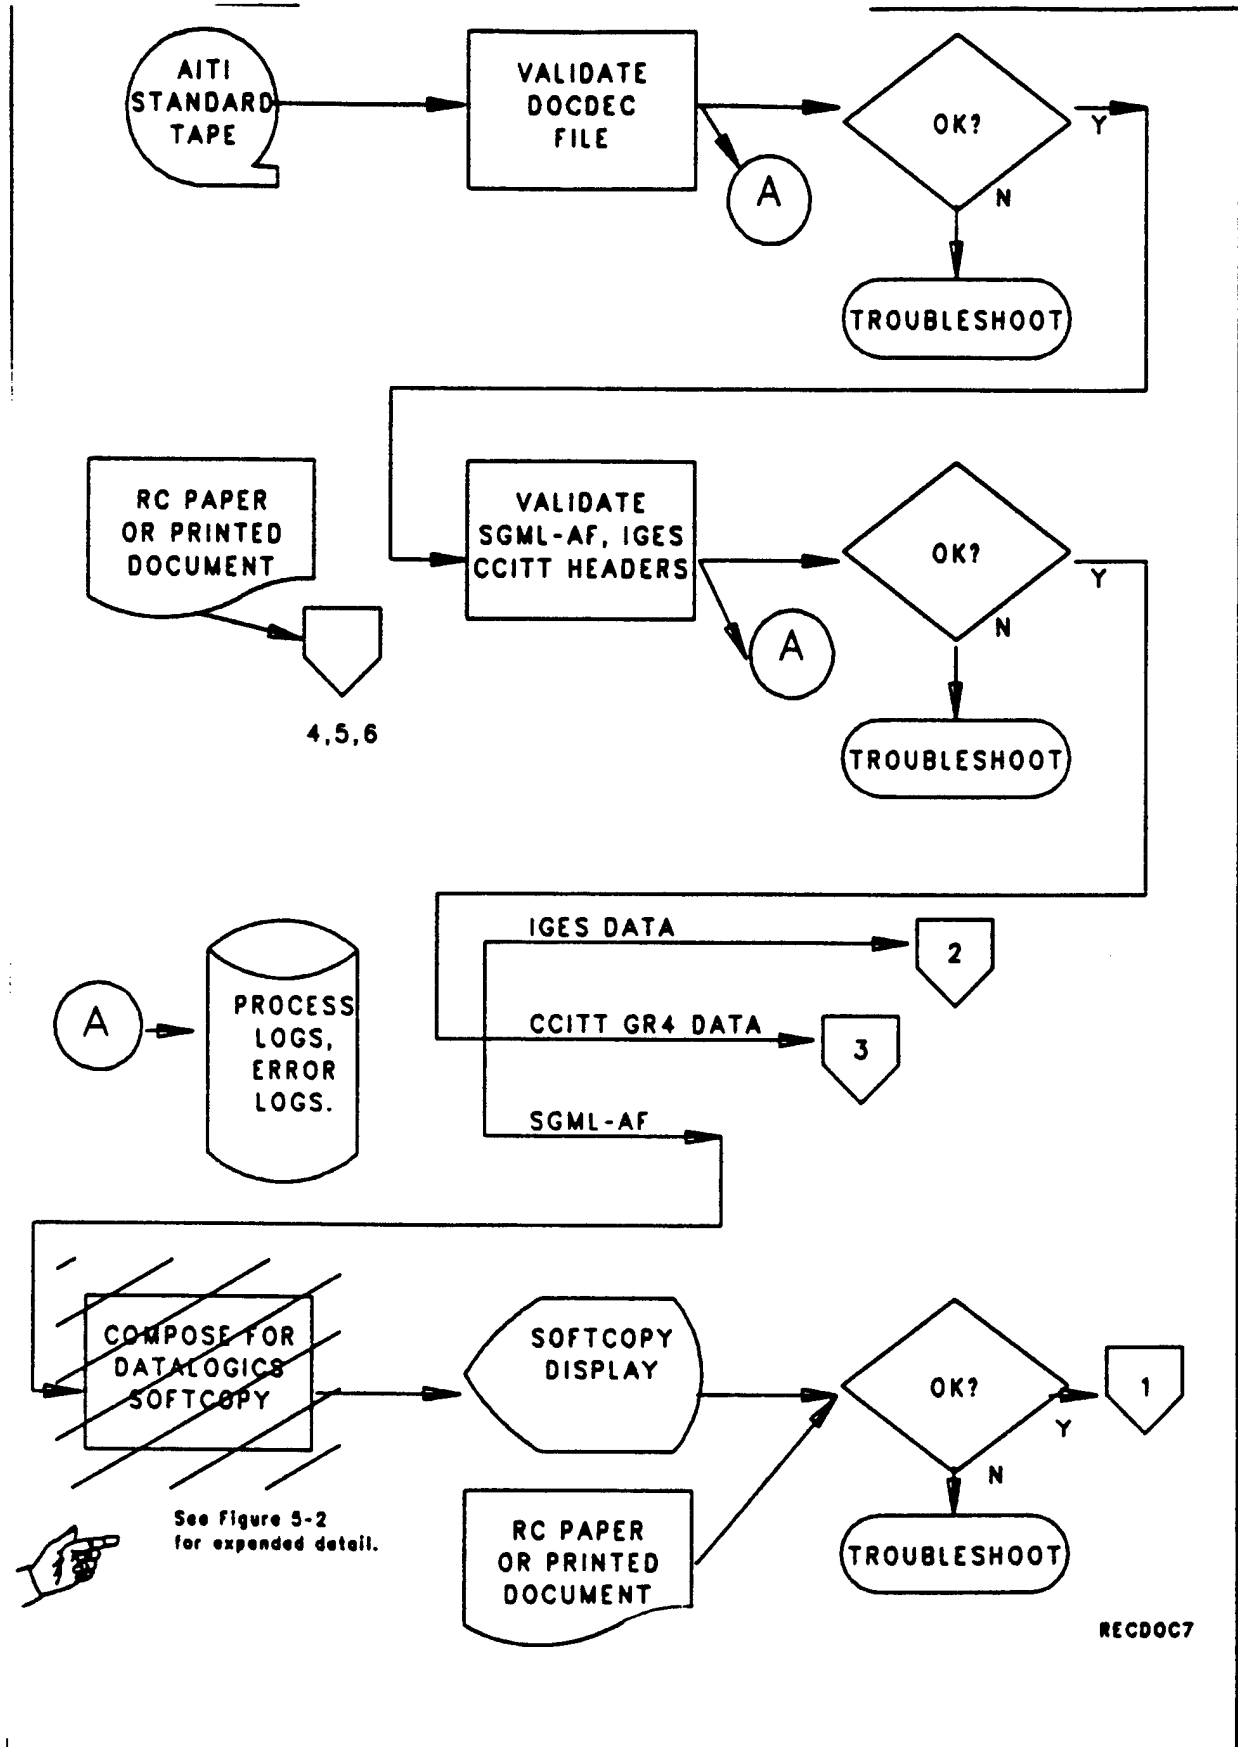 AITI
STANDARD
TAPE
VALIDATE
DOCDEC
FILE
OK?
Y
A
N
TROUBLESHOOT
RC PAPER
OR PRINTED
DOCUMENT
VALIDATE
SGML-AF, IGES
CCITT HEADERS
OK?
Y
N
A
4,5,6
TROUBLESHOOT
IGES DATA
2
A
PROCESS
LOGS,
ERROR
LOGS.
CCITT GR4 DATA
3
SGML-AF
COMPOSE FOR
DATALOGICS
SOFTCOPY
SOFTCOPY
DISPLAY
OK?
1
Y
N
See Figure 5-2
for expanded detail.
RC PAPER
OR PRINTED
DOCUMENT
TROUBLESHOOT
RECDOC7